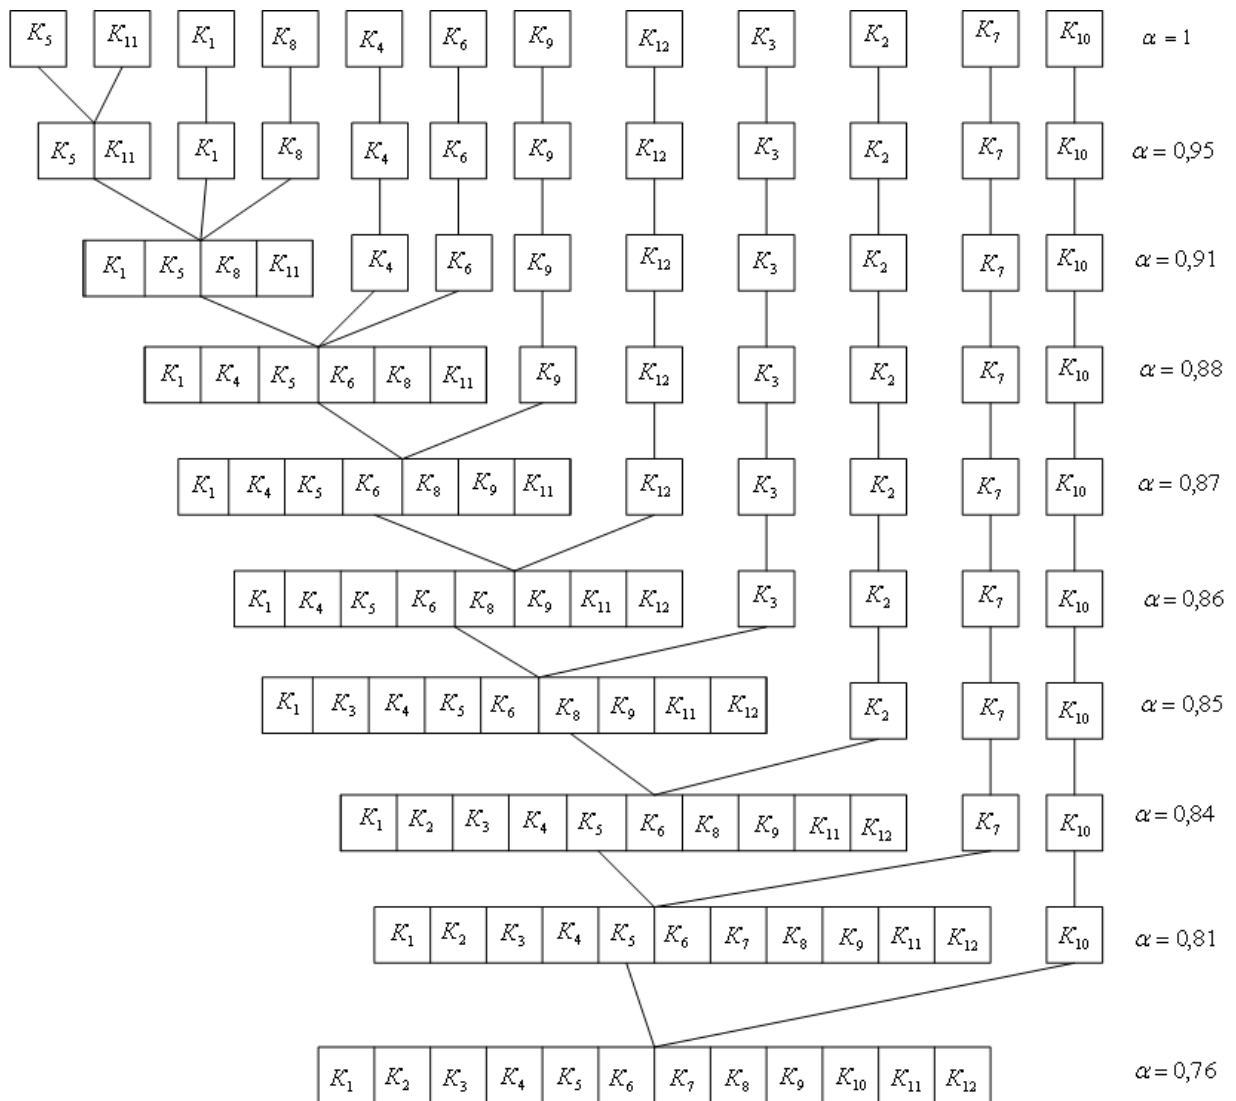 K₅ K₁₁ K₁ K₈ K₄ K₆ K₉ K₁₂ K₃ K₂ K₇ K₁₀ α = 1
K₅ K₁₁ K₁ K₈ K₄ K₆ K₉ K₁₂ K₃ K₂ K₇ K₁₀ α = 0,95
K₁ K₅ K₈ K₁₁ K₄ K₆ K₉ K₁₂ K₃ K₂ K₇ K₁₀ α = 0,91
K₁ K₄ K₅ K₆ K₈ K₁₁ K₉ K₁₂ K₃ K₂ K₇ K₁₀ α = 0,88
K₁ K₄ K₅ K₆ K₈ K₉ K₁₁ K₁₂ K₃ K₂ K₇ K₁₀ α = 0,87
K₁ K₄ K₅ K₆ K₈ K₉ K₁₁ K₁₂ K₃ K₂ K₇ K₁₀ α = 0,86
K₁ K₃ K₄ K₅ K₆ K₈ K₉ K₁₁ K₁₂ K₂ K₇ K₁₀ α = 0,85
K₁ K₂ K₃ K₄ K₅ K₆ K₈ K₉ K₁₁ K₁₂ K₇ K₁₀ α = 0,84
K₁ K₂ K₃ K₄ K₅ K₆ K₇ K₈ K₉ K₁₁ K₁₂ K₁₀ α = 0,81
K₁ K₂ K₃ K₄ K₅ K₆ K₇ K₈ K₉ K₁₀ K₁₁ K₁₂ α = 0,76